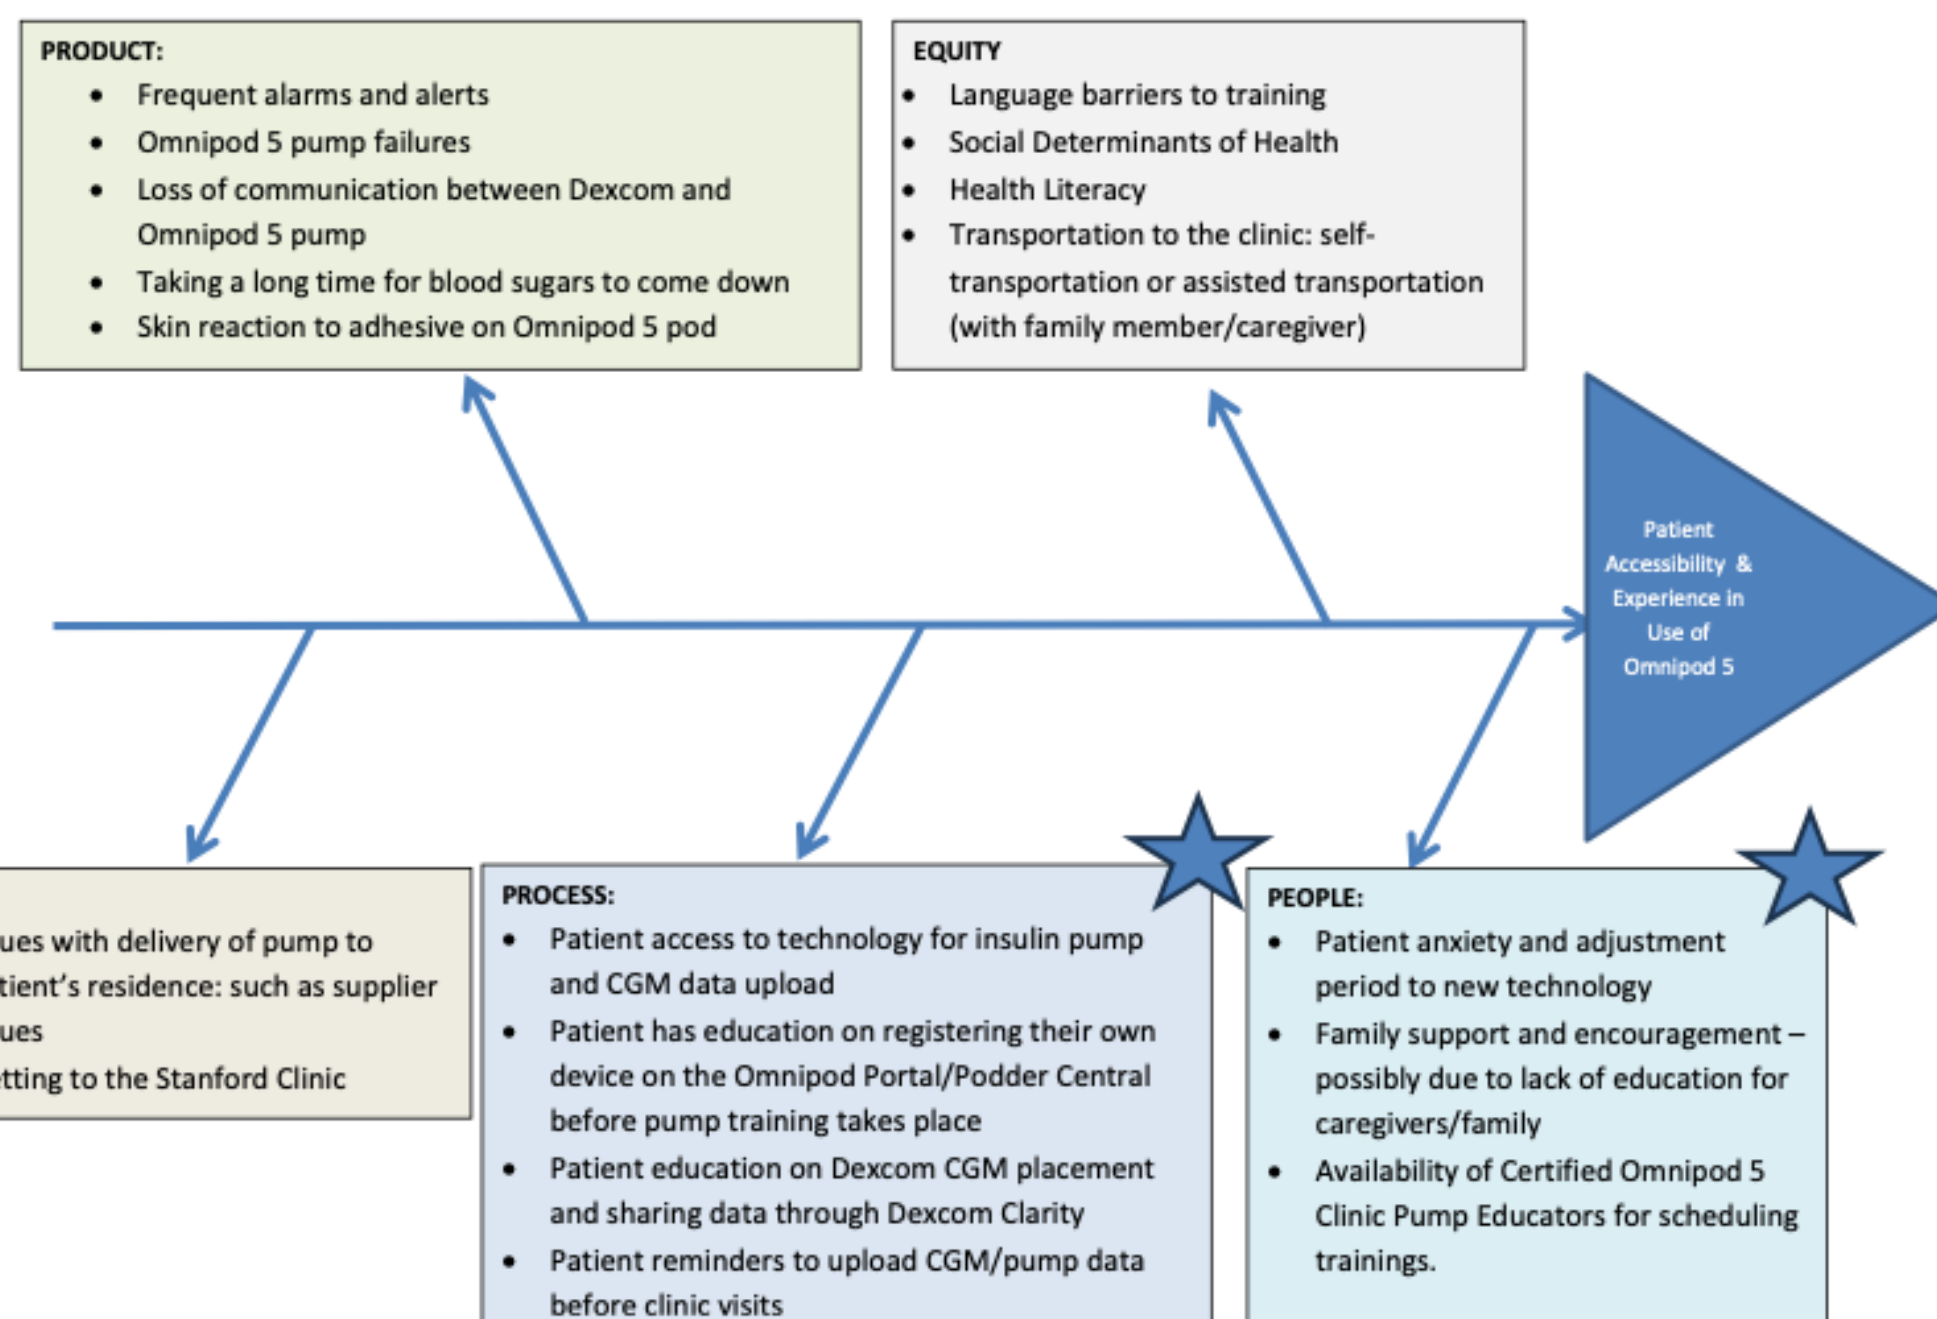 PRODUCT:
• Frequent alarms and alerts
• Omnipod 5 pump failures
• Loss of communication between Dexcom and
Omnipod 5 pump
• Taking a long time for blood sugars to come down
• Skin reaction to adhesive on Omnipod 5 pod
EQUITY
• Language barriers to training
• Social Determinants of Health
• Health Literacy
• Transportation to the clinic: self-
transportation or assisted transportation
(with family member/caregiver)
Patient
Accessibility &
Experience in
Use of
Omnipod 5
ues with delivery of pump to
tient's residence: such as supplier
ues
tting to the Stanford Clinic
PROCESS:
• Patient access to technology for insulin pump
and CGM data upload
• Patient has education on registering their own
device on the Omnipod Portal/Podder Central
before pump training takes place
• Patient education on Dexcom CGM placement
and sharing data through Dexcom Clarity
• Patient reminders to upload CGM/pump data
before clinic visits
PEOPLE:
• Patient anxiety and adjustment
period to new technology
• Family support and encouragement –
possibly due to lack of education for
caregivers/family
• Availability of Certified Omnipod 5
Clinic Pump Educators for scheduling
trainings.